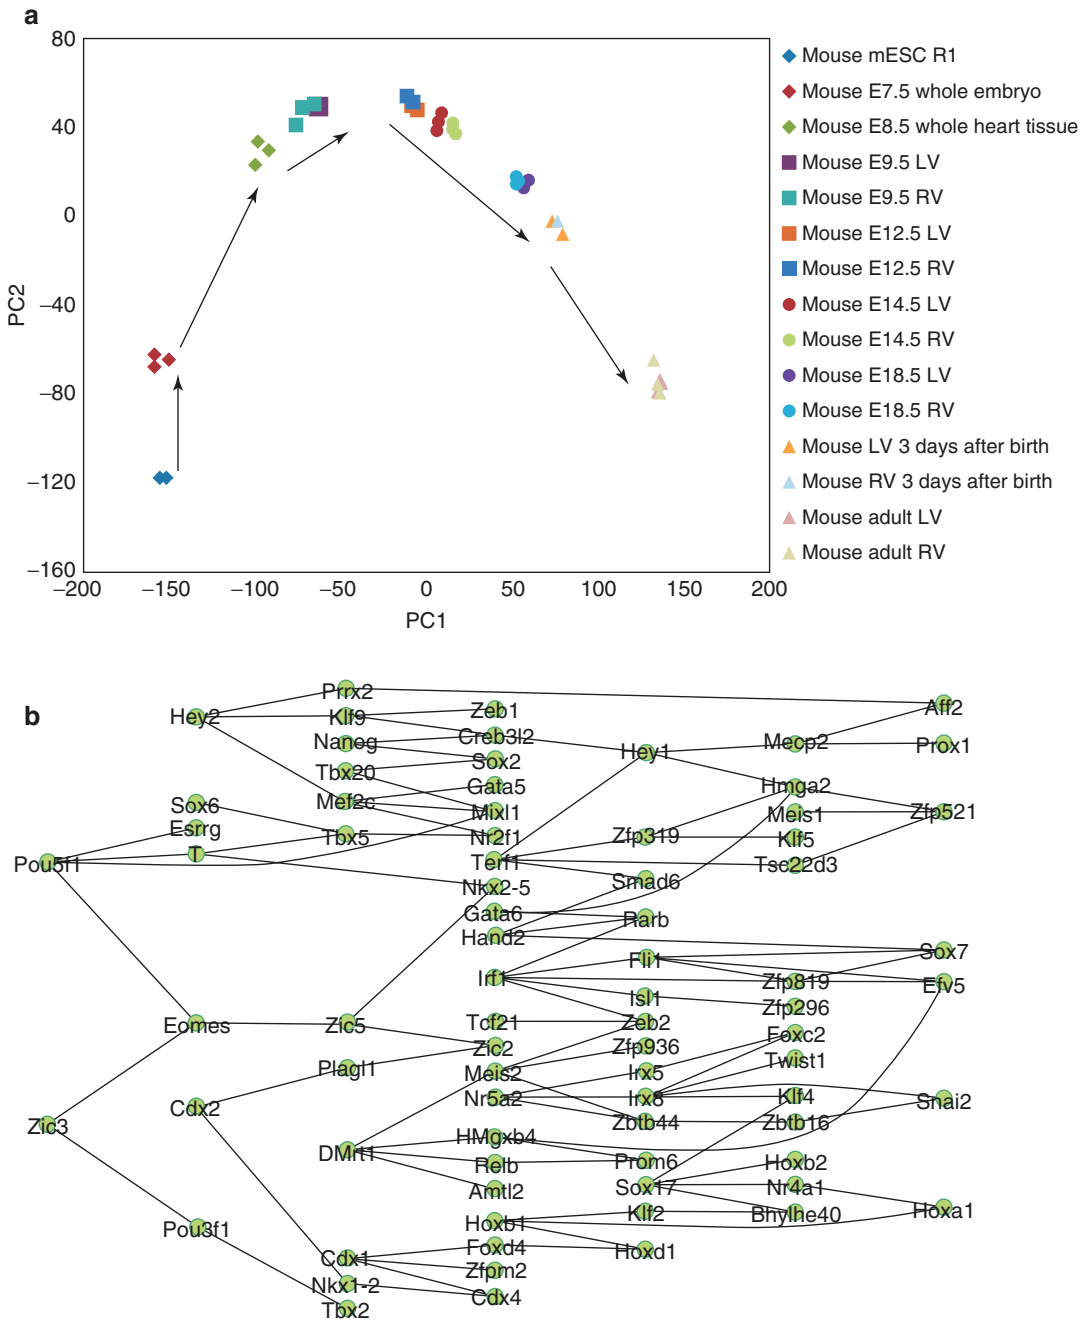 a
80
40
0
−40
−80
−120
−160
PC2
−200
−150
−100
−50
0
50
100
150
200
PC1
Mouse mESC R1
Mouse E7.5 whole embryo
Mouse E8.5 whole heart tissue
Mouse E9.5 LV
Mouse E9.5 RV
Mouse E12.5 LV
Mouse E12.5 RV
Mouse E14.5 LV
Mouse E14.5 RV
Mouse E18.5 LV
Mouse E18.5 RV
Mouse LV 3 days after birth
Mouse RV 3 days after birth
Mouse adult LV
Mouse adult RV
b
Pou5f1
Zic3
Hey2
Sox6
Esrrg
T
Eomes
Cdx2
Pou3f1
Prrx2
Klf9
Nanog
Tbx20
Mef2c
Tbx5
Zic5
Plagl1
DMrt1
Cdx1
Nkx1-2
Tbx2
Zeb1
Creb3l2
Sox2
Gata5
Mixl1
Nr2f1
Terf1
Nkx2-5
Gata6
Hand2
Irf1
Tcf21
Zic2
Meis2
Nr5a2
HMgxb4
Relb
Amtl2
Hoxb1
Foxd4
Zfpm2
Cdx4
Hey1
Zfp319
Smad6
Rarb
Fli1
Isl1
Zeb2
Zfp936
Irx5
Irx8
Zbtb44
Prom6
Sox17
Klf2
Hoxd1
Mecp2
Hmga2
Meis1
Klf5
Tsc22d3
Zfp819
Zfp296
Foxc2
Twist1
Klf4
Zbtb16
Hoxb2
Nr4a1
Bhylhe40
Aff2
Prox1
Zfp521
Sox7
Efv5
Snai2
Hoxa1